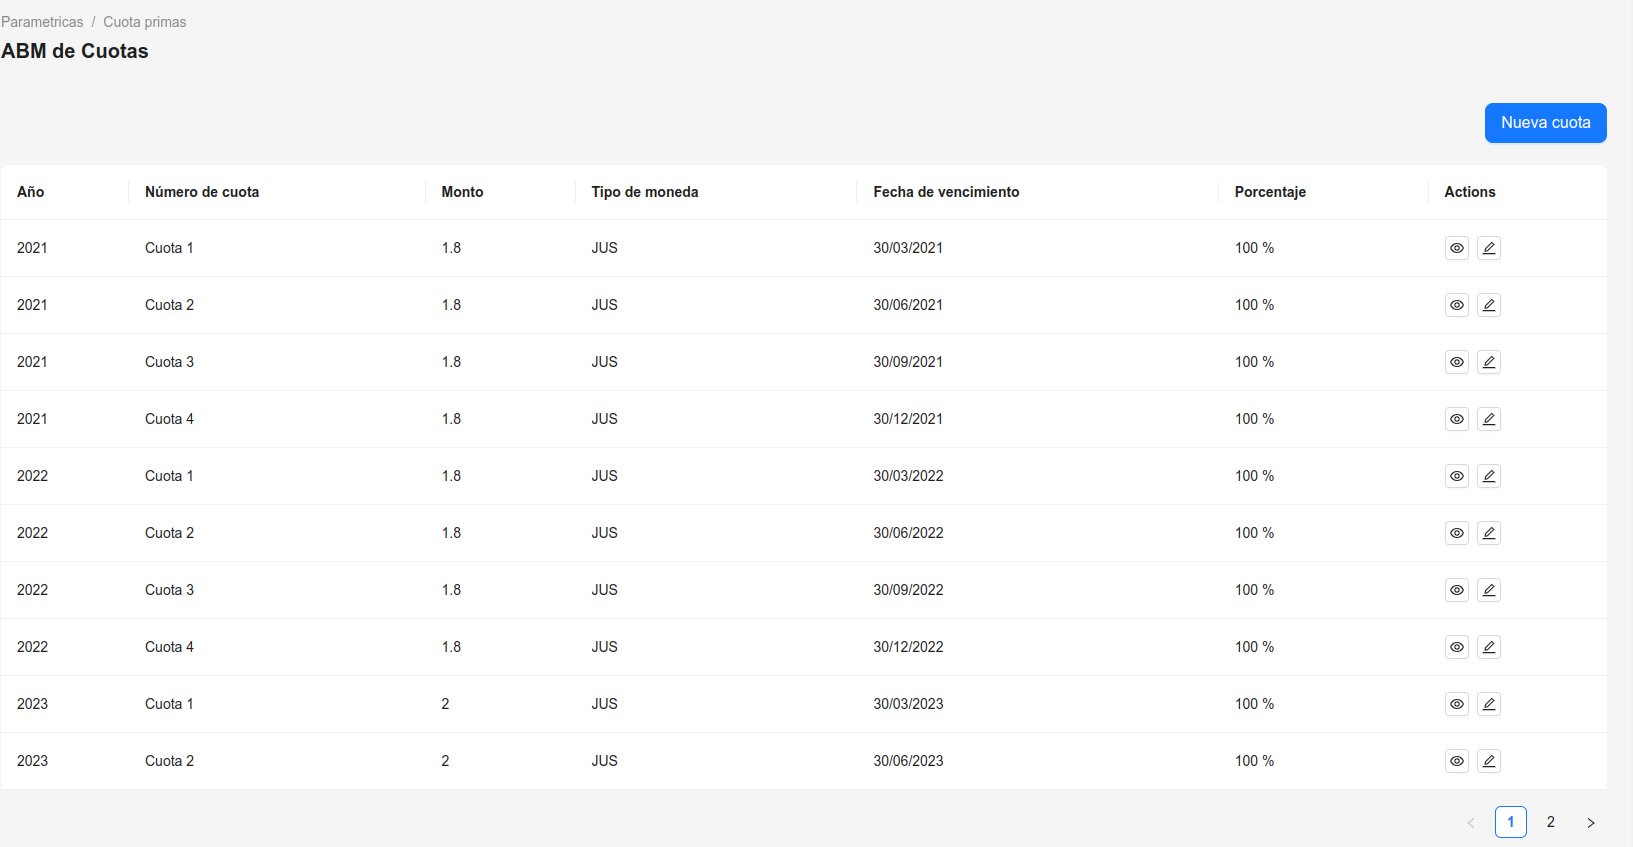 Parametricas / Cuota primas
ABM de Cuotas
Nueva cuota
Año Número de cuota Monto Tipo de moneda Fecha de vencimiento Porcentaje Actions
2021 Cuota 1 1.8 JUS 30/03/2021 100 %
2021 Cuota 2 1.8 JUS 30/06/2021 100 %
2021 Cuota 3 1.8 JUS 30/09/2021 100 %
2021 Cuota 4 1.8 JUS 30/12/2021 100 %
2022 Cuota 1 1.8 JUS 30/03/2022 100 %
2022 Cuota 2 1.8 JUS 30/06/2022 100 %
2022 Cuota 3 1.8 JUS 30/09/2022 100 %
2022 Cuota 4 1.8 JUS 30/12/2022 100 %
2023 Cuota 1 2 JUS 30/03/2023 100 %
2023 Cuota 2 2 JUS 30/06/2023 100 %
< 1 2 >